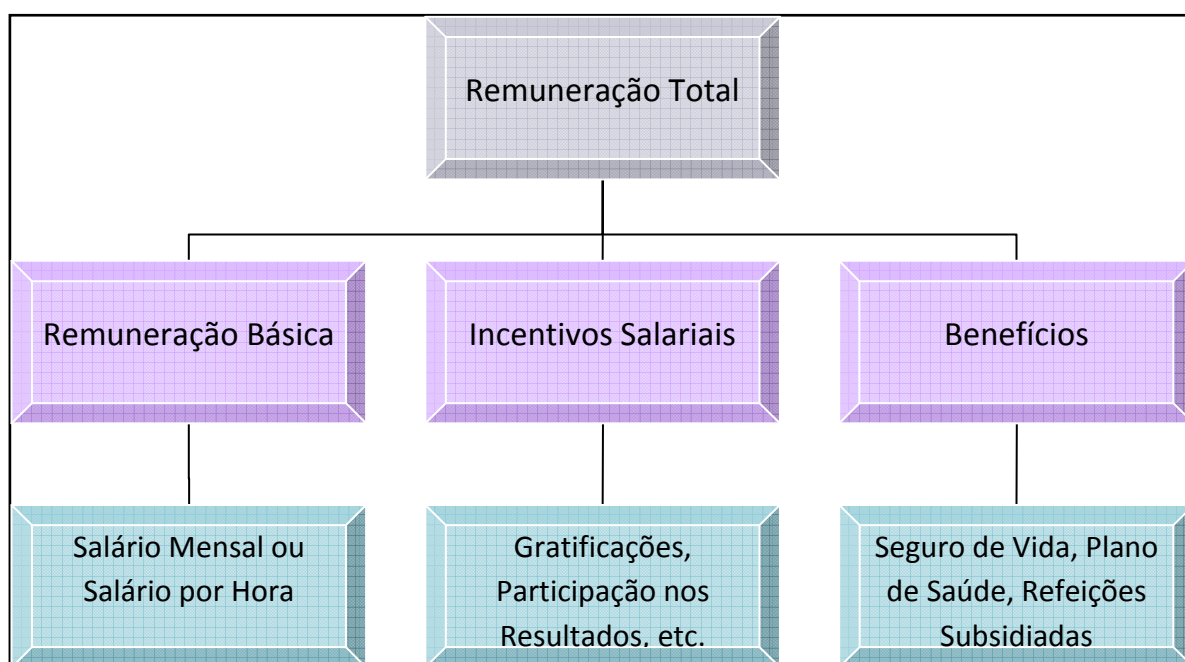 Remuneração Total
Remuneração Básica
Incentivos Salariais
Benefícios
Salário Mensal ou
Salário por Hora
Gratificações,
Participação nos
Resultados, etc.
Seguro de Vida, Plano
de Saúde, Refeições
Subsidiadas